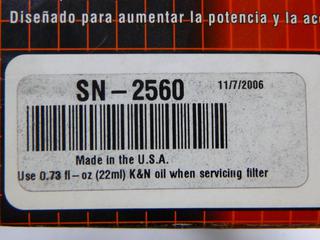 Diseñado para aumentar la potencia y la
SN-2560 11/7/2006
Made in the U.S.A.
Use 0.73 fl-oz (22ml) K&N oil when servicing filter